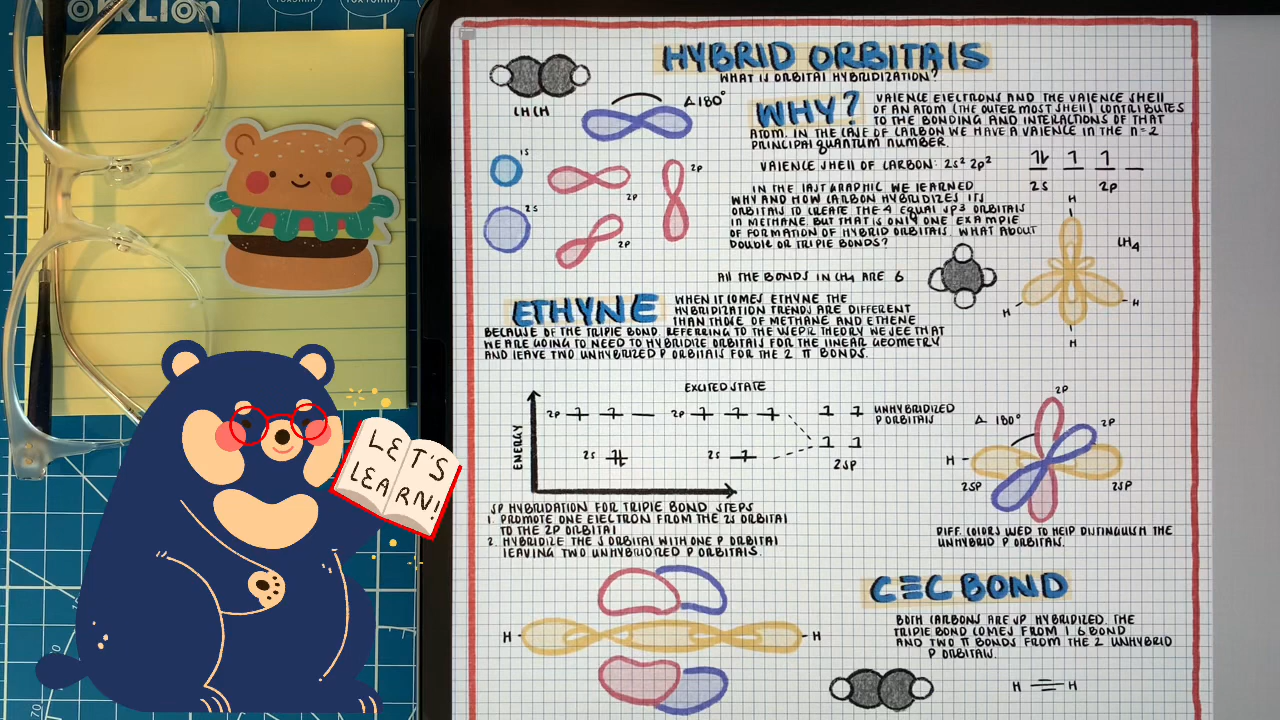 WORKLION
HYBRID ORBITALS
WHAT IS ORBITAL HYBRIDIZATION?
CHCH
∠180°
WHY?
VALENCE ELECTRONS AND THE VALENCE SHELL
OF AN ATOM (THE OUTER MOST SHELL) CONTRIBUTES
TO THE BONDING AND INTERACTIONS OF THAT
ATOM. IN THE CASE OF CARBON WE HAVE A VALENCE IN THE n=2
PRINCIPAL QUANTUM NUMBER.
VALENCE SHELL OF CARBON: 2s² 2p²
2S
2P
1S
2S
2P
2P
2P
IN THE LAST GRAPHIC WE LEARNED
WHY AND HOW CARBON HYBRIDIZES ITS
ORBITALS TO CREATE THE 4 EQUAL SP3 ORBITALS
IN METHANE. BUT THAT IS ONLY ONE EXAMPLE
OF FORMATION OF HYBRID ORBITALS. WHAT ABOUT
DOUBLE OR TRIPLE BONDS?
ALL THE BONDS IN CH4 ARE 6
H
CH4
H
H
H
ETHYNE
WHEN IT COMES ETHYNE THE
HYBRIDIZATION TRENDS ARE DIFFERENT
THAN THOSE OF METHANE AND ETHENE
BECAUSE OF THE TRIPLE BOND. REFERRING TO THE VSEPR THEORY WE SEE THAT
WE ARE GOING TO NEED TO HYBRIDIZE ORBITALS FOR THE LINEAR GEOMETRY
AND LEAVE TWO UNHYBRIZED P ORBITALS FOR THE 2 π BONDS.
EXCITED STATE
ENERGY
2P
2P
UNHYBRIDIZED
P ORBITALS
2S
2S
2SP
2P
∠ 180°
2P
H
H
2SP
2SP
DIFF. COLORS USED TO HELP DISTINGUISH THE
UNHYBRID P ORBITALS.
SP HYBRIDATION FOR TRIPLE BOND STEPS
1. PROMOTE ONE ELECTRON FROM THE 2S ORBITAL
TO THE 2P ORBITAL
2. HYBRIDIZE THE S ORBITAL WITH ONE P ORBITAL
LEAVING TWO UNHYBRIDIZED P ORBITALS.
H
H
C≡C BOND
BOTH CARBONS ARE SP HYBRIDIZED. THE
TRIPLE BOND COMES FROM 1 6 BOND
AND TWO π BONDS FROM THE 2 UNHYBRID
P ORBITALS.
H
H
LET'S
LEARN!